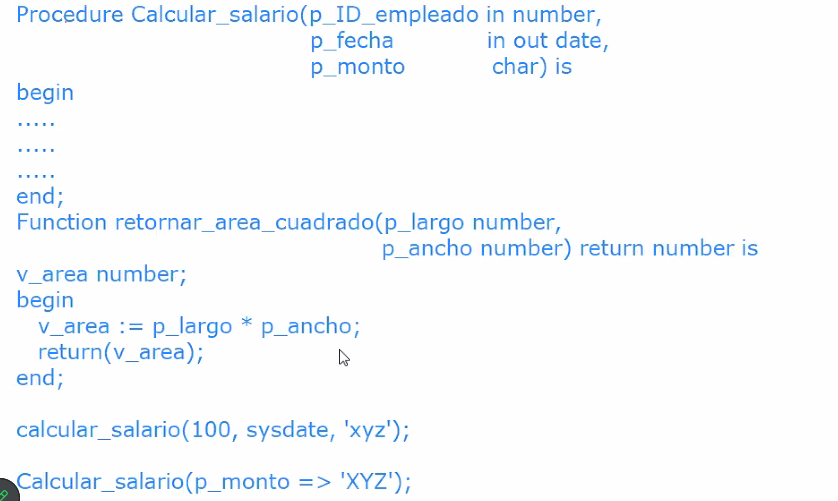 Procedure Calcular_salario(p_ID_empleado in number,
p_fecha in out date,
p_monto char) is
begin
.....
.....
.....
end;
Function retornar_area_cuadrado(p_largo number,
p_ancho number) return number is
v_area number;
begin
v_area := p_largo * p_ancho;
return(v_area);
end;
calcular_salario(100, sysdate, 'xyz');
Calcular_salario(p_monto => 'XYZ');